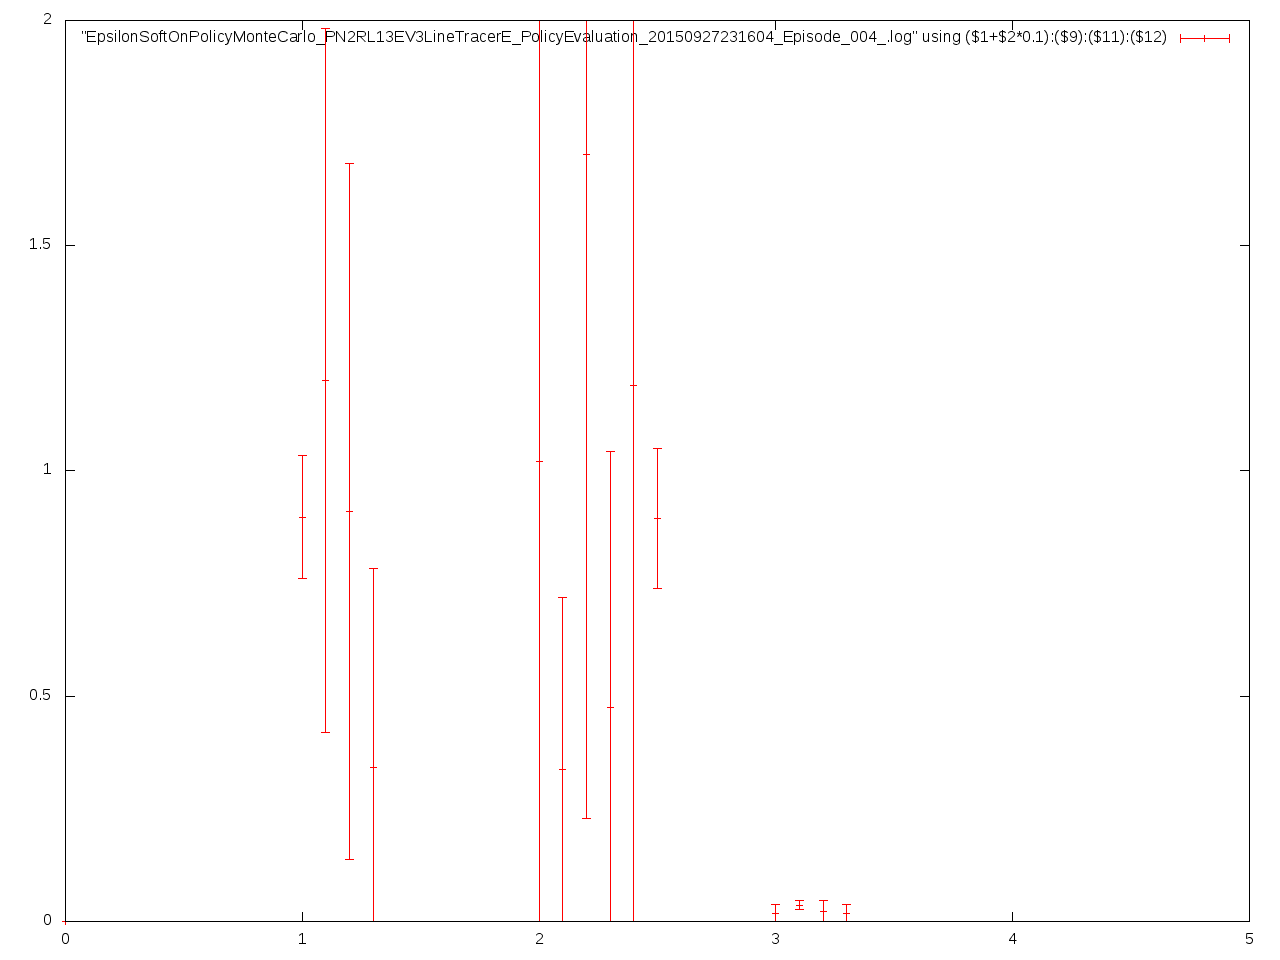 2
"EpsilonSoftOnPolicyMonteCarlo_PN2RL13EV3LineTracerE_PolicyEvaluation_20150927231604_Episode_004_.log" using ($1+$2*0.1):($9):($11):($12)
1.5
1
0.5
0
0 1 2 3 4 5